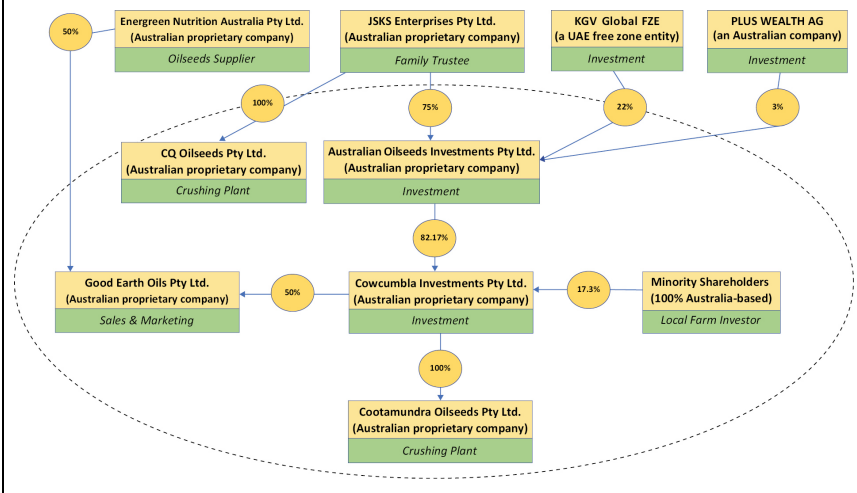 50%
Energreen Nutrition Australia Pty Ltd.
(Australian proprietary company)
Oilseeds Supplier
JSKS Enterprises Pty Ltd.
(Australian proprietary company)
Family Trustee
KGV Global FZE
(a UAE free zone entity)
Investment
PLUS WEALTH AG
(an Australian company)
Investment
100%
75%
22%
3%
CQ Oilseeds Pty Ltd.
(Australian proprietary company)
Crushing Plant
Australian Oilseeds Investments Pty Ltd.
(Australian proprietary company)
Investment
82.17%
Good Earth Oils Pty Ltd.
(Australian proprietary company)
Sales & Marketing
50%
Cowcumbla Investments Pty Ltd.
(Australian proprietary company)
Investment
17.3%
Minority Shareholders
(100% Australia-based)
Local Farm Investor
100%
Cootamundra Oilseeds Pty Ltd.
(Australian proprietary company)
Crushing Plant